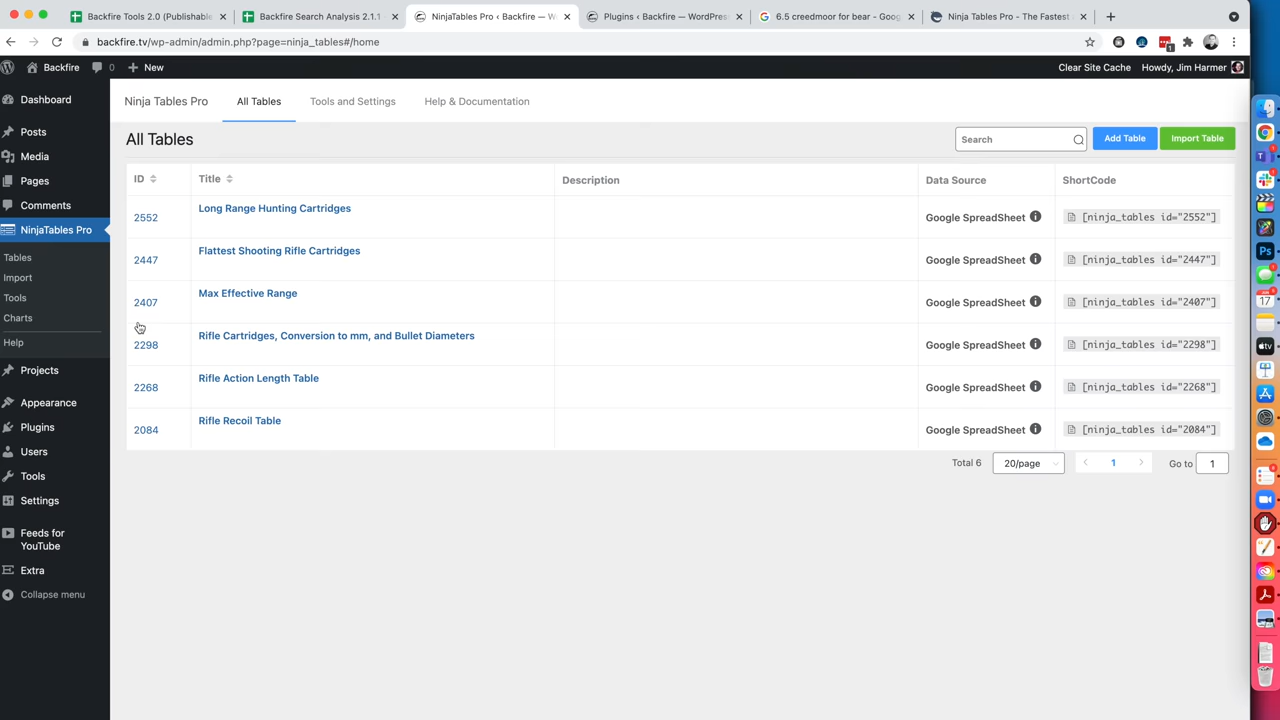 Backfire Tools 2.0 (Publishable
Backfire Search Analysis 2.1.1 -
NinjaTables Pro ‹ Backfire — Wo
Plugins ‹ Backfire — WordPress
6.5 creedmoor for bear - Goog
Ninja Tables Pro - The Fastest
backfire.tv/wp-admin/admin.php?page=ninja_tables#/home
Backfire
0
New
Clear Site Cache
Howdy, Jim Harmer
Dashboard
Posts
Media
Pages
Comments
NinjaTables Pro
Tables
Import
Tools
Charts
Help
Projects
Appearance
Plugins
Users
Tools
Settings
Feeds for
YouTube
Extra
Collapse menu
Ninja Tables Pro
All Tables
Tools and Settings
Help & Documentation
All Tables
Search
Add Table
Import Table
ID
Title
Description
Data Source
ShortCode
2552
Long Range Hunting Cartridges
Google SpreadSheet
[ninja_tables id="2552"]
2447
Flattest Shooting Rifle Cartridges
Google SpreadSheet
[ninja_tables id="2447"]
2407
Max Effective Range
Google SpreadSheet
[ninja_tables id="2407"]
2298
Rifle Cartridges, Conversion to mm, and Bullet Diameters
Google SpreadSheet
[ninja_tables id="2298"]
2268
Rifle Action Length Table
Google SpreadSheet
[ninja_tables id="2268"]
2084
Rifle Recoil Table
Google SpreadSheet
[ninja_tables id="2084"]
Total 6
20/page
1
Go to
1
17
Ps
tv